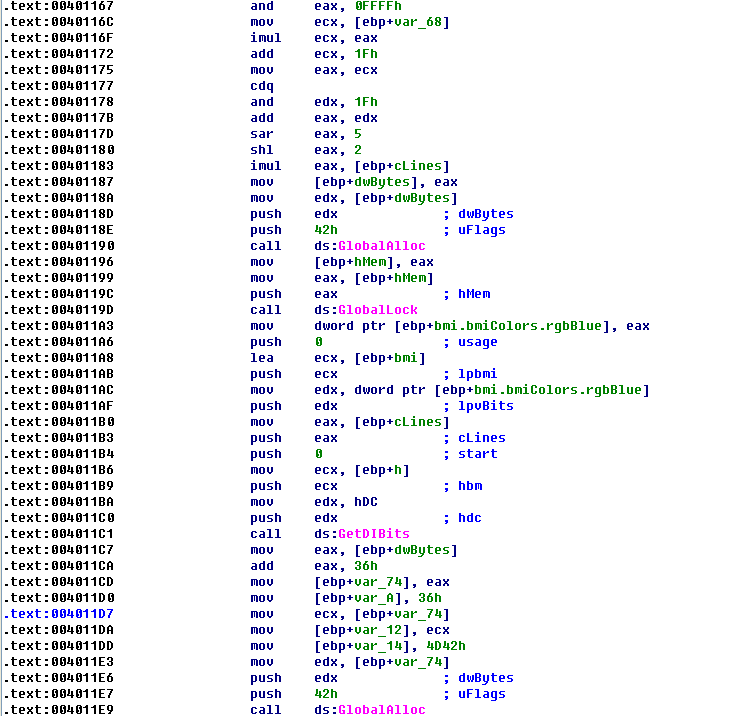 .text:00401167 and eax, 0FFFFh
.text:0040116C mov ecx, [ebp+var_68]
.text:0040116F imul ecx, eax
.text:00401172 add ecx, 1Fh
.text:00401175 mov eax, ecx
.text:00401177 cdq
.text:00401178 and edx, 1Fh
.text:0040117B add eax, edx
.text:0040117D sar eax, 5
.text:00401180 shl eax, 2
.text:00401183 imul eax, [ebp+cLines]
.text:00401187 mov [ebp+dwBytes], eax
.text:0040118A mov edx, [ebp+dwBytes]
.text:0040118D push edx ; dwBytes
.text:0040118E push 42h ; uFlags
.text:00401190 call ds:GlobalAlloc
.text:00401196 mov [ebp+hMem], eax
.text:00401199 mov eax, [ebp+hMem]
.text:0040119C push eax ; hMem
.text:0040119D call ds:GlobalLock
.text:004011A3 mov dword ptr [ebp+bmi.bmiColors.rgbBlue], eax
.text:004011A6 push 0 ; usage
.text:004011A8 lea ecx, [ebp+bmi]
.text:004011AB push ecx ; lpbmi
.text:004011AC mov edx, dword ptr [ebp+bmi.bmiColors.rgbBlue]
.text:004011AF push edx ; lpvBits
.text:004011B0 mov eax, [ebp+cLines]
.text:004011B3 push eax ; cLines
.text:004011B4 push 0 ; start
.text:004011B6 mov ecx, [ebp+h]
.text:004011B9 push ecx ; hbm
.text:004011BA mov edx, hDC
.text:004011C0 push edx ; hdc
.text:004011C1 call ds:GetDIBits
.text:004011C7 mov eax, [ebp+dwBytes]
.text:004011CA add eax, 36h
.text:004011CD mov [ebp+var_74], eax
.text:004011D0 mov [ebp+var_A], 36h
.text:004011D7 mov ecx, [ebp+var_74]
.text:004011DA mov [ebp+var_12], ecx
.text:004011DD mov [ebp+var_14], 4D42h
.text:004011E3 mov edx, [ebp+var_74]
.text:004011E6 push edx ; dwBytes
.text:004011E7 push 42h ; uFlags
.text:004011E9 call ds:GlobalAlloc